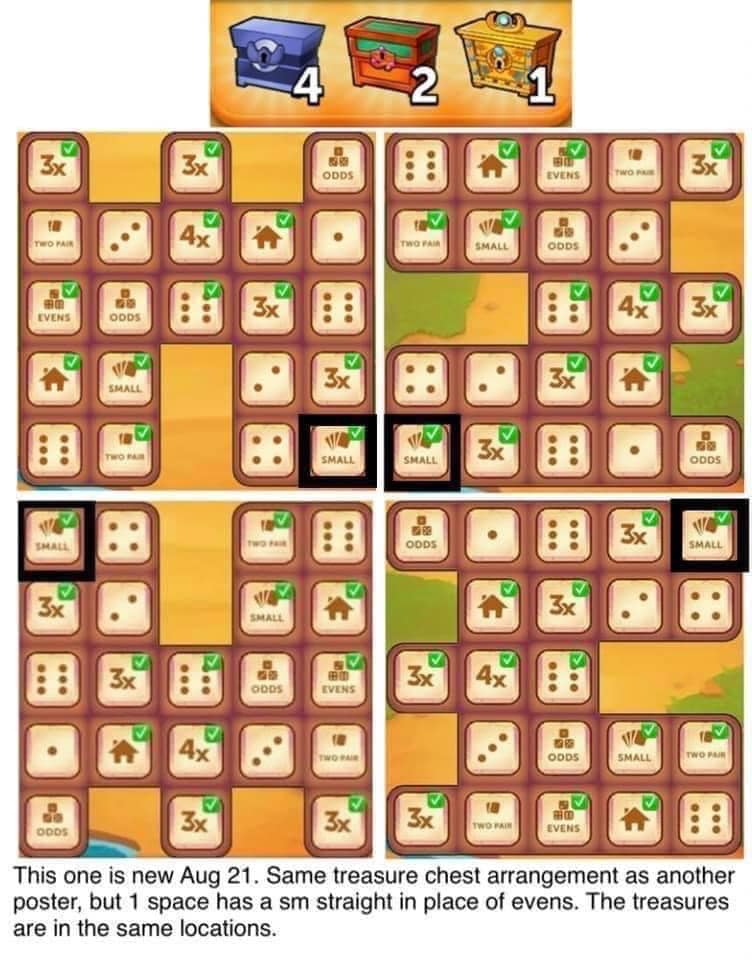 4 2 1
3x 3x ODDS
TWO PAIR 4x
EVENS ODDS 3x
SMALL 3x
TWO PAIR SMALL
EVENS TWO PAIR 3x
TWO PAIR SMALL ODDS
4x 3x
3x
SMALL 3x ODDS
SMALL TWO PAIR
3x SMALL
3x ODDS EVENS
4x TWO PAIR
ODDS 3x 3x
ODDS 3x SMALL
3x
3x 4x
ODDS SMALL TWO PAIR
3x TWO PAIR EVENS
This one is new Aug 21. Same treasure chest arrangement as another
poster, but 1 space has a sm straight in place of evens. The treasures
are in the same locations.